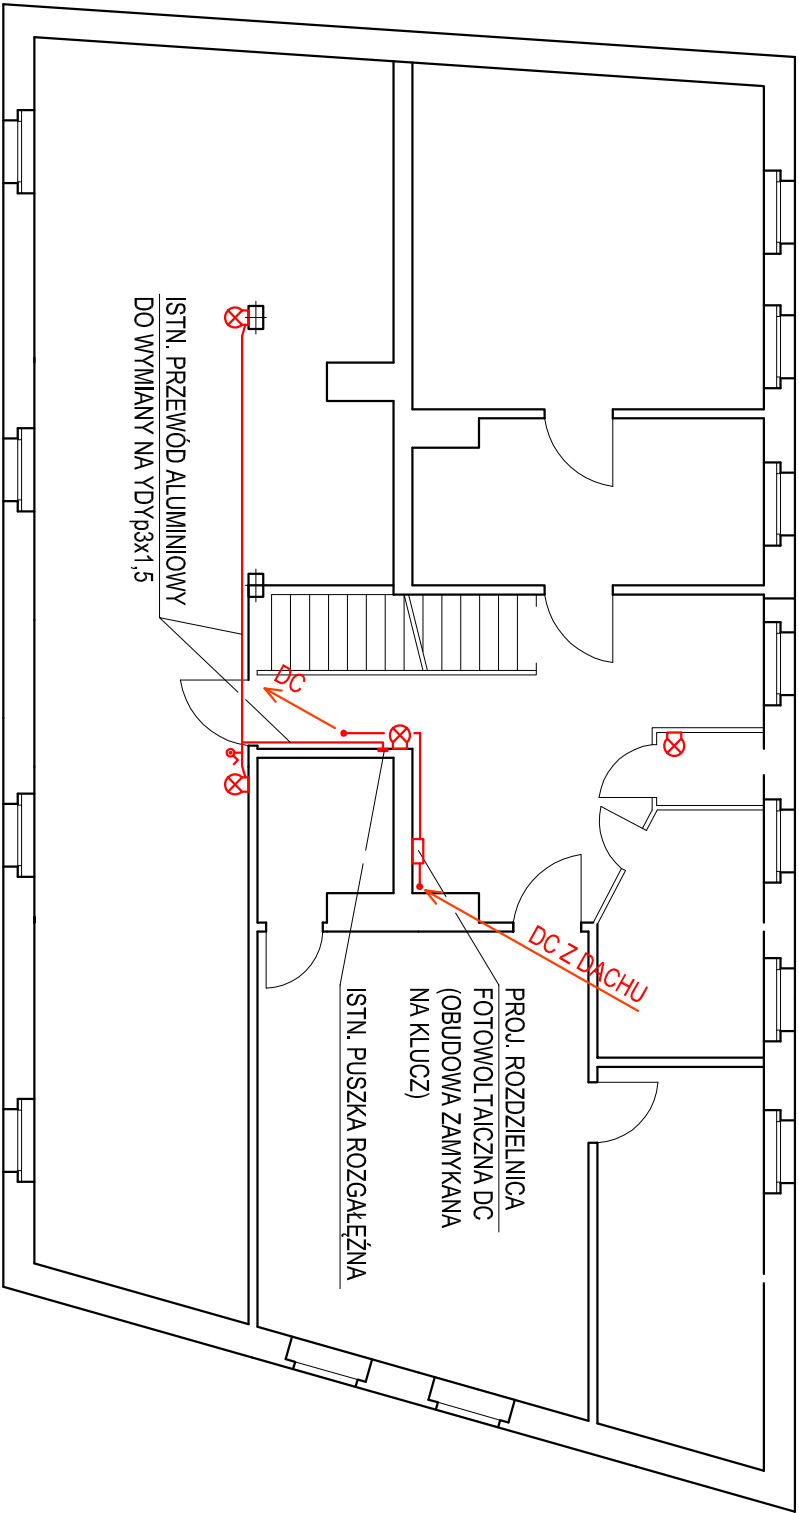 ISTN. PRZEWÓD ALUMINIOWY
DO WYMIANY NA YDYp3x1,5
DC
DC Z DACHU
PROJ. ROZDZIELNICA
FOTOWOLTAICZNA DC
(OBUDOWA ZAMYKANA
NA KLUCZ)
ISTN. PUSZKA ROZGAŁĘŹNA